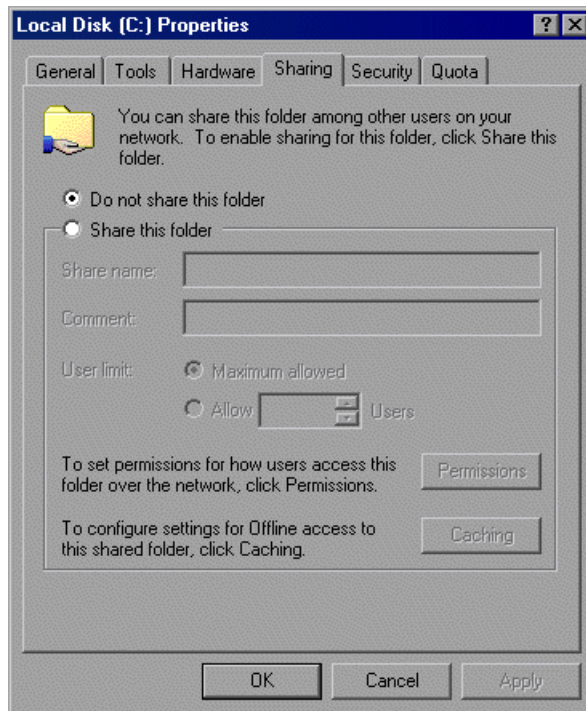 Local Disk (C:) Properties
General Tools Hardware Sharing Security Quota
You can share this folder among other users on your
network. To enable sharing for this folder, click Share this
folder.
Do not share this folder
Share this folder
Share name:
Comment:
User limit: Maximum allowed
Allow Users
To set permissions for how users access this
folder over the network, click Permissions.
Permissions
To configure settings for Offline access to
this shared folder, click Caching.
Caching
OK Cancel Apply